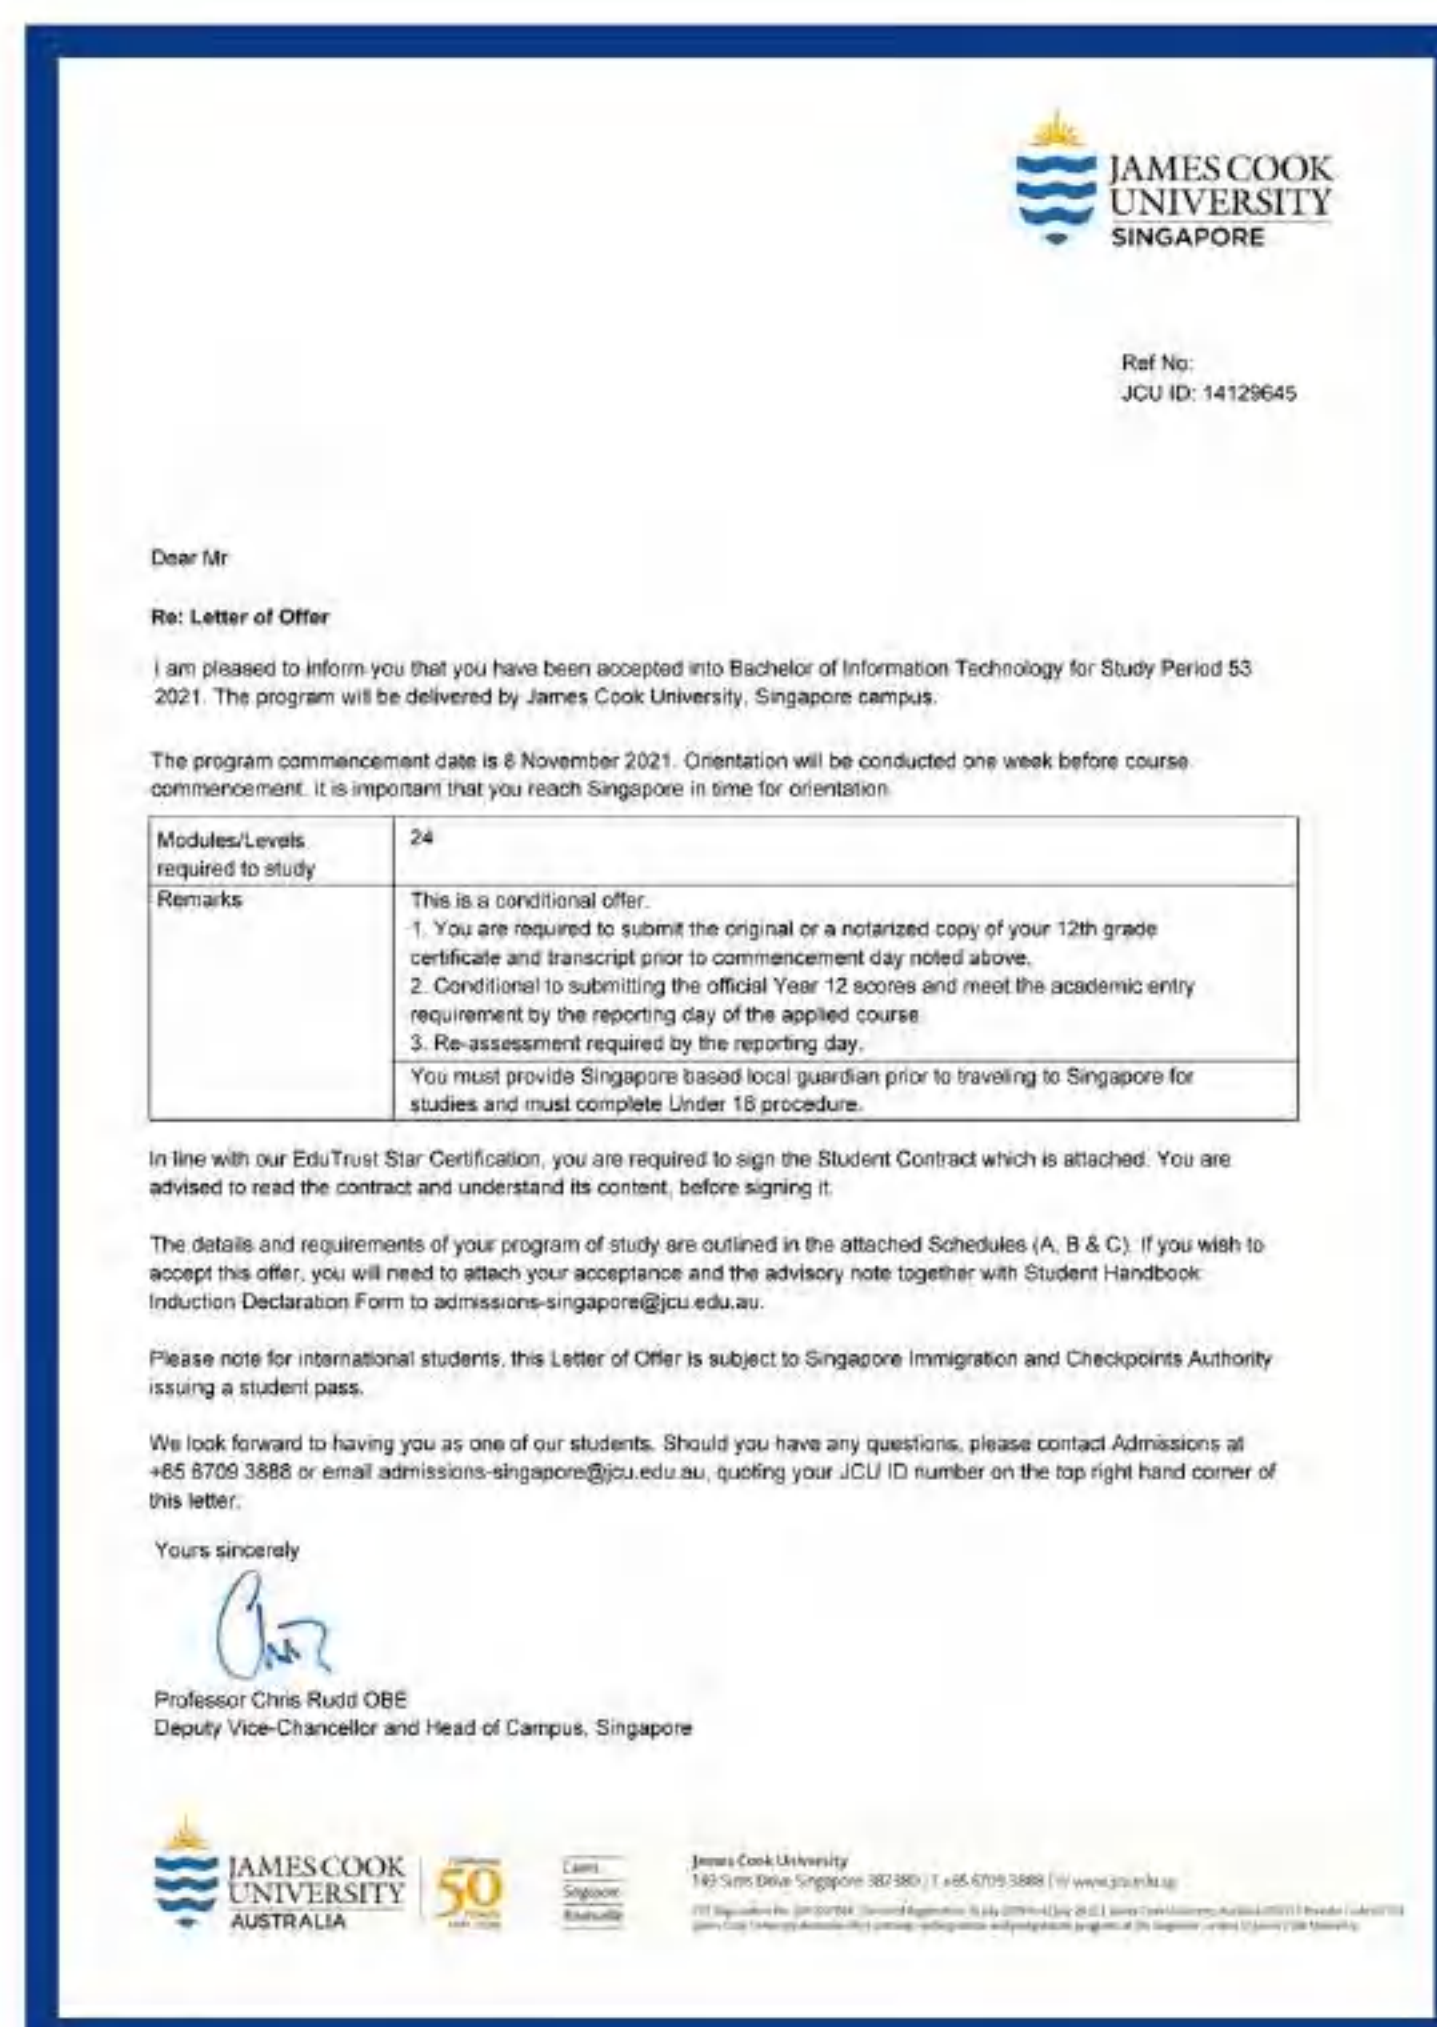 JAMES COOK
UNIVERSITY
SINGAPORE
Ref No:
JCU ID: 14129645
Dear Mr
Re: Letter of Offer
I am pleased to inform you that you have been accepted into Bachelor of Information Technology for Study Period 53
2021. The program will be delivered by James Cook University, Singapore campus.
The program commencement date is 8 November 2021. Orientation will be conducted one week before course
commencement. It is important that you reach Singapore in time for orientation
Modules/Levels
required to study
24
Remarks
This is a conditional offer.
1. You are required to submit the original or a notarized copy of your 12th grade
certificate and transcript prior to commencement day noted above.
2. Conditional to submitting the official Year 12 scores and meet the academic entry
requirement by the reporting day of the applied course
3. Re-assessment required by the reporting day.
You must provide Singapore based local guardian prior to traveling to Singapore for
studies and must complete Under 18 procedure.
In line with our EduTrust Star Certification, you are required to sign the Student Contract which is attached. You are
advised to read the contract and understand its content, before signing it.
The details and requirements of your program of study are outlined in the attached Schedules (A, B & C). If you wish to
accept this offer, you will need to attach your acceptance and the advisory note together with Student Handbook
Induction Declaration Form to admissions-singapore@jcu.edu.au.
Please note for international students, this Letter of Offer is subject to Singapore Immigration and Checkpoints Authority
issuing a student pass.
We look forward to having you as one of our students. Should you have any questions, please contact Admissions at
+65 6709 3888 or email admissions-singapore@jcu.edu.au, quoting your JCU ID number on the top right hand corner of
this letter.
Yours sincerely
Professor Chris Rudd OBE
Deputy Vice-Chancellor and Head of Campus, Singapore
JAMES COOK
UNIVERSITY
AUSTRALIA
50
Cairns
Singapore
Townsville
James Cook University
149 Sims Drive Singapore 387380 | T +65 6709 3888 |